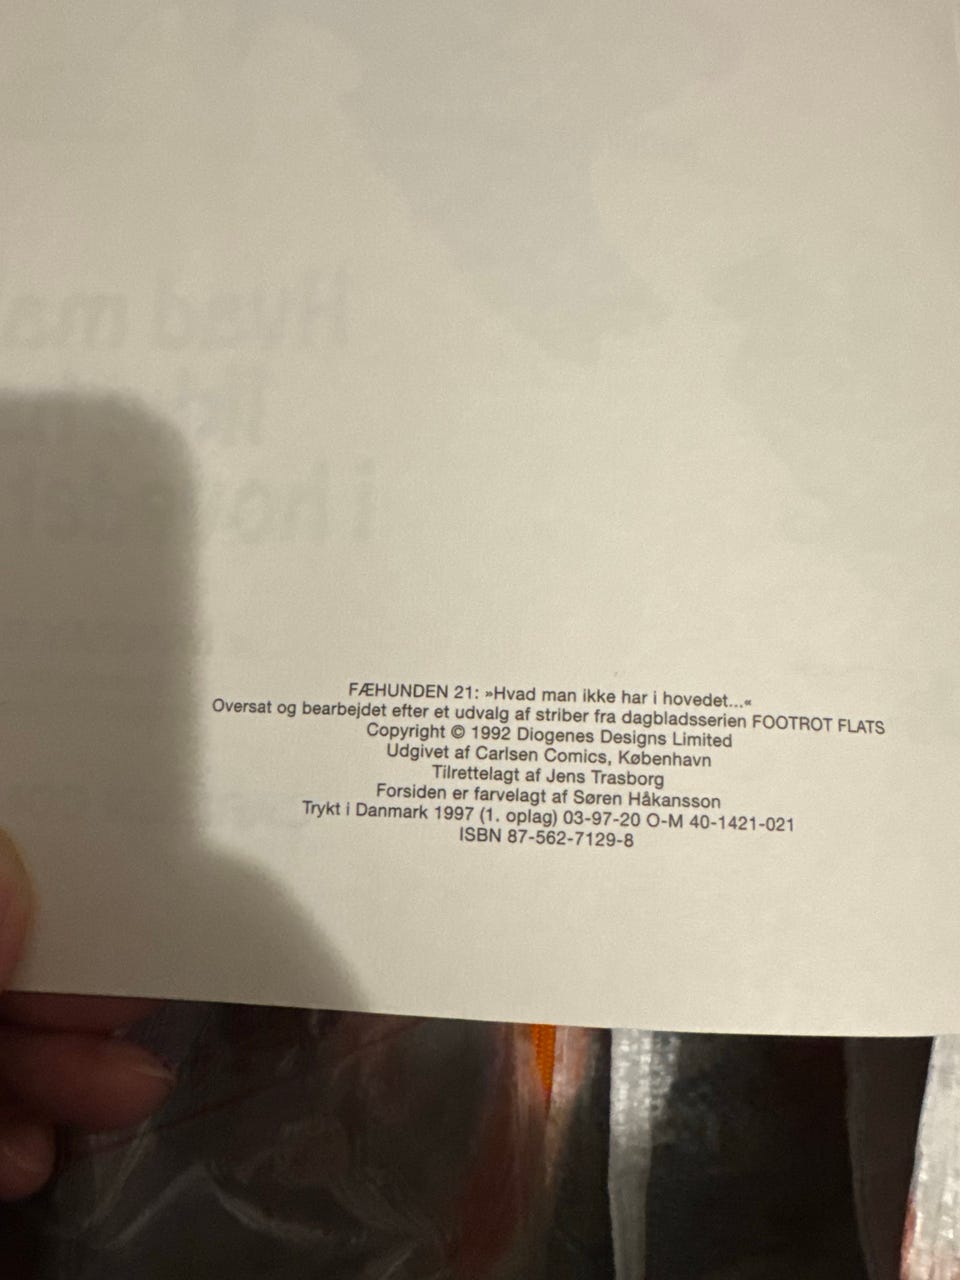 FÆHUNDEN 21: »Hvad man ikke har i hovedet...«
Oversat og bearbejdet efter et udvalg af striber fra dagbladsserien FOOTROT FLATS
Copyright © 1992 Diogenes Designs Limited
Udgivet af Carlsen Comics, København
Tilrettelagt af Jens Trasborg
Forsiden er farvelagt af Søren Håkansson
Trykt i Danmark 1997 (1. oplag) 03-97-20 O-M 40-1421-021
ISBN 87-562-7129-8